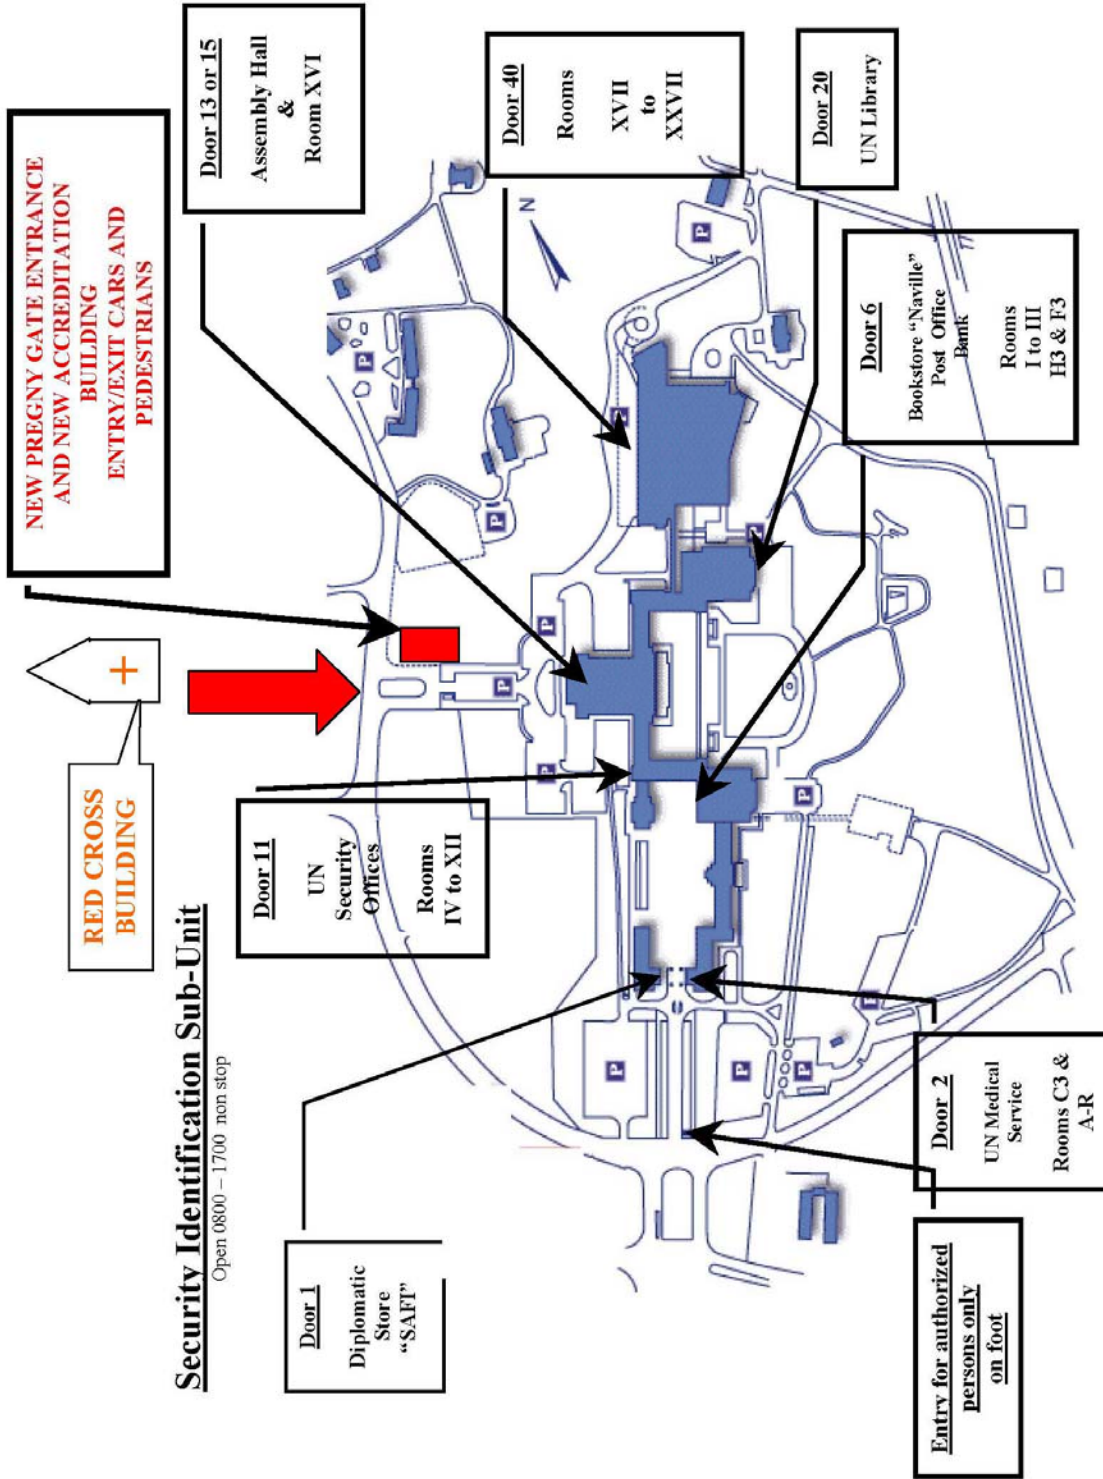 Security Identification Sub-Unit
Open 0800 – 1700 non stop
RED CROSS
BUILDING
NEW PREGNY GATE ENTRANCE
AND NEW ACCREDITATION
BUILDING
ENTRY/EXIT CARS AND
PEDESTRIANS
Door 1
Diplomatic
Store
“SAFI”
Door 11
UN
Security
Offices
Rooms
IV to XII
Door 13 or 15
Assembly Hall
&
Room XVI
Door 40
Rooms
XVII
to
XXVII
Door 20
UN Library
Door 6
Bookstore “Naville”
Post Office
Bank
Rooms
I to III
H3 & F3
Door 2
UN Medical
Service
Rooms C3 &
A-R
Entry for authorized
persons only
on foot
N
P
P
P
P
P
P
P
P
P
P
P
P
P